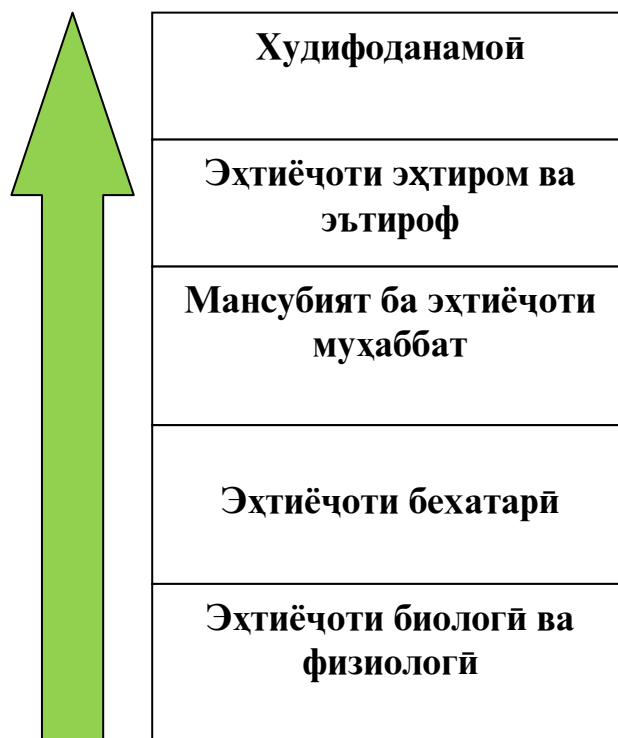 Худифоданамоӣ
Эҳтиёҷоти эҳтиром ва
эътироф
Мансубият ба эҳтиёҷоти
муҳаббат
Эҳтиёҷоти бехатарӣ
Эҳтиёҷоти биологӣ ва
физиологӣ